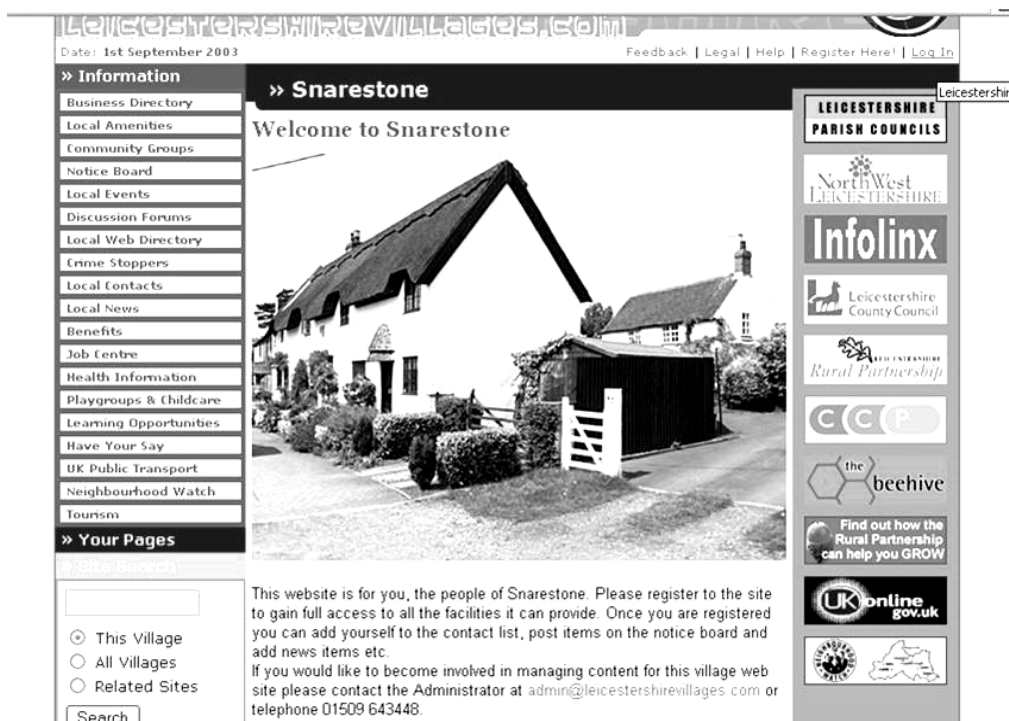 LEICESTERSHIREVILLAGES.COM
Date: 1st September 2003
Feedback | Legal | Help | Register Here! | Log In
» Information
Business Directory
Local Amenities
Community Groups
Notice Board
Local Events
Discussion Forums
Local Web Directory
Crime Stoppers
Local Contacts
Local News
Benefits
Job Centre
Health Information
Playgroups & Childcare
Learning Opportunities
Have Your Say
UK Public Transport
Neighbourhood Watch
Tourism
» Your Pages
» Site Search
This Village
All Villages
Related Sites
Search
» Snarestone
Welcome to Snarestone
This website is for you, the people of Snarestone. Please register to the site
to gain full access to all the facilities it can provide. Once you are registered
you can add yourself to the contact list, post items on the notice board and
add news items etc.
If you would like to become involved in managing content for this village web
site please contact the Administrator at admin@leicestershirevillages.com or
telephone 01509 643448.
Leicestershir
LEICESTERSHIRE
PARISH COUNCILS
North West
LEICESTERSHIRE
Infolinx
Leicestershire
County Council
LEICESTERSHIRE
Rural Partnership
CCP
the
beehive
Find out how the
Rural Partnership
can help you GROW
UK online
gov.uk
NEIGHBOURHOOD
WATCH